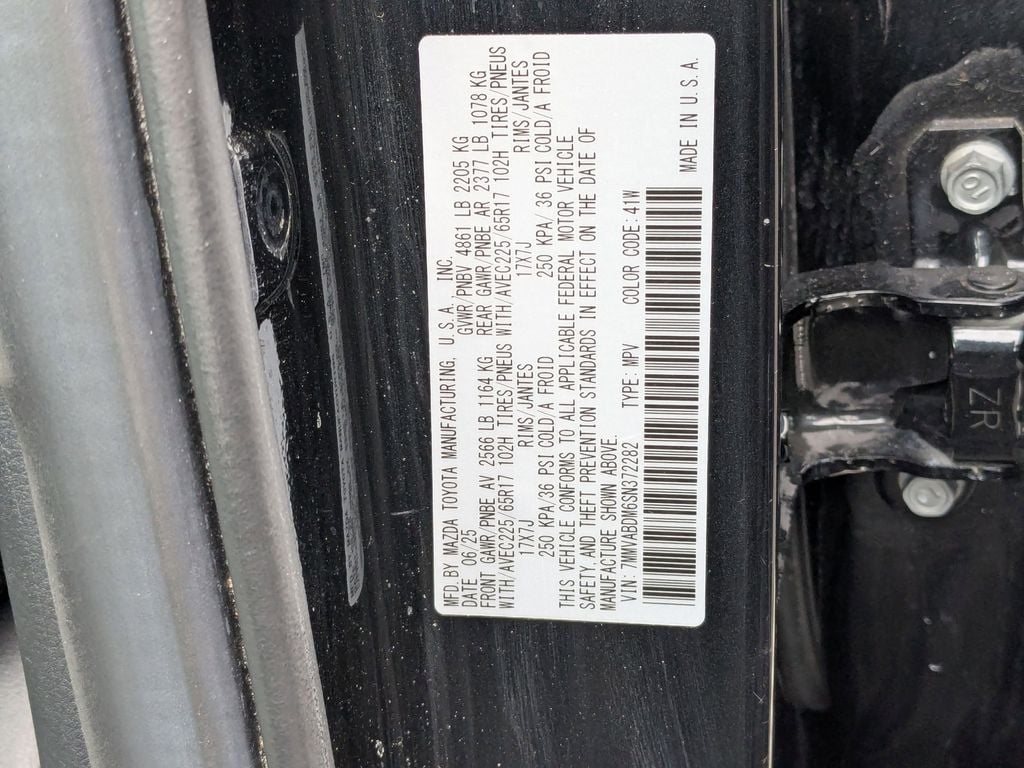 MFD.BY MAZDA TOYOTA MANUFACTURING, U.S.A. INC.
DATE 06/25 GVWR/PNBV 4861 LB 2205 KG
FRONT GAWR/PNBE AV 2566 LB 1164 KG REAR GAWR/PNBE AR 2377 LB 1078 KG
WITH/AVEC225/65R17 102H TIRES/PNEUS WITH/AVEC225/65R17 102H TIRES/PNEUS
17X7J RIMS/JANTES 17X7J RIMS/JANTES
250 KPA/36 PSI COLD/A FROID 250 KPA/ 36 PSI COLD/A FROID
THIS VEHICLE CONFORMS TO ALL APPLICABLE FEDERAL MOTOR VEHICLE
SAFETY,AND THEFT PREVENTION STANDARDS IN EFFECT ON THE DATE OF
MANUFACTURE SHOWN ABOVE.
VIN: 7MMVABDM6SN372282 TYPE: MPV COLOR CODE: 41W
MADE IN U.S.A.
ZR